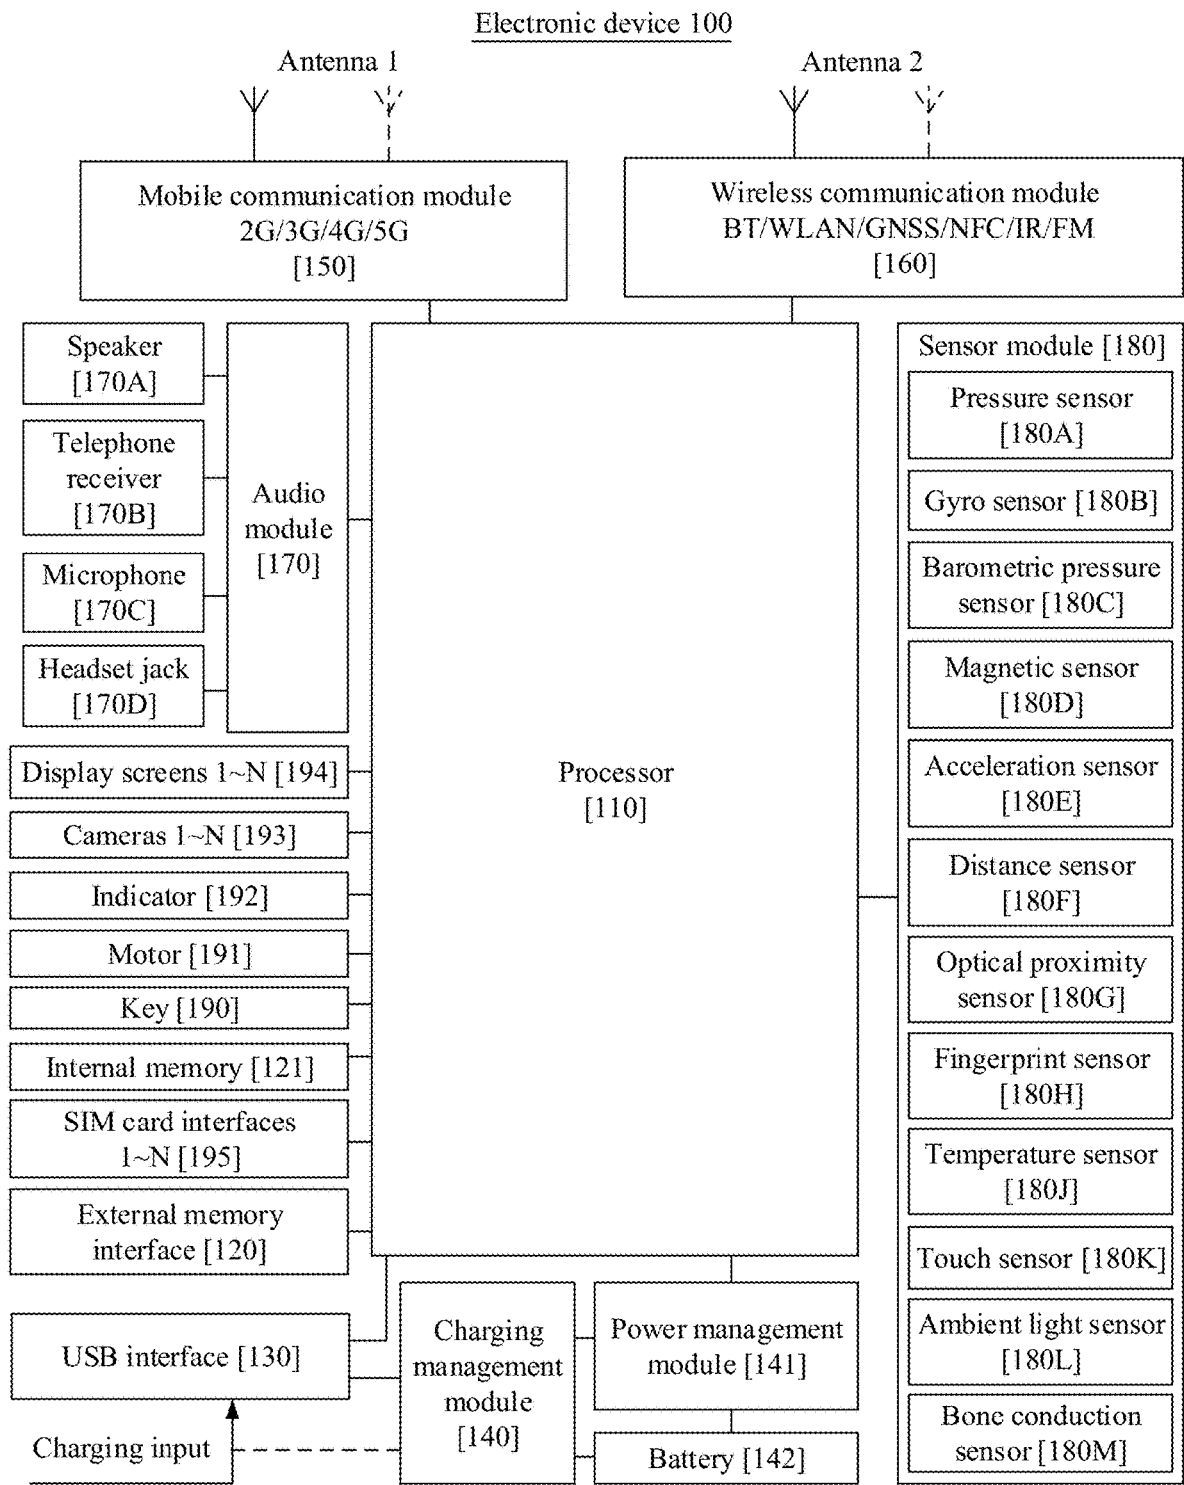 Electronic device 100
Antenna 1
Antenna 2
Mobile communication module
2G/3G/4G/5G
[150]
Wireless communication module
BT/WLAN/GNSS/NFC/IR/FM
[160]
Speaker
[170A]
Telephone
receiver
[170B]
Microphone
[170C]
Headset jack
[170D]
Audio
module
[170]
Display screens 1~N [194]
Cameras 1~N [193]
Indicator [192]
Motor [191]
Key [190]
Internal memory [121]
SIM card interfaces
1~N [195]
External memory
interface [120]
USB interface [130]
Charging input
Processor
[110]
Charging
management
module
[140]
Power management
module [141]
Battery [142]
Sensor module [180]
Pressure sensor
[180A]
Gyro sensor [180B]
Barometric pressure
sensor [180C]
Magnetic sensor
[180D]
Acceleration sensor
[180E]
Distance sensor
[180F]
Optical proximity
sensor [180G]
Fingerprint sensor
[180H]
Temperature sensor
[180J]
Touch sensor [180K]
Ambient light sensor
[180L]
Bone conduction
sensor [180M]